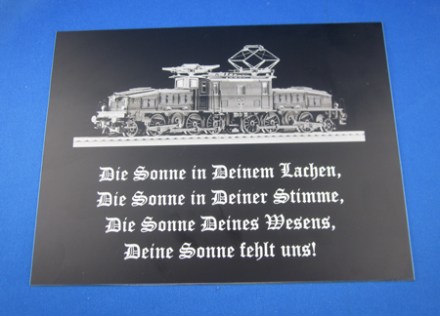 Die Sonne in Deinem Lachen,
Die Sonne in Deiner Stimme,
Die Sonne Deines Wesens,
Deine Sonne fehlt uns!